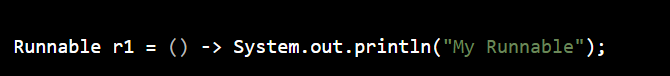 Runnable r1 = () -> System.out.println("My Runnable");